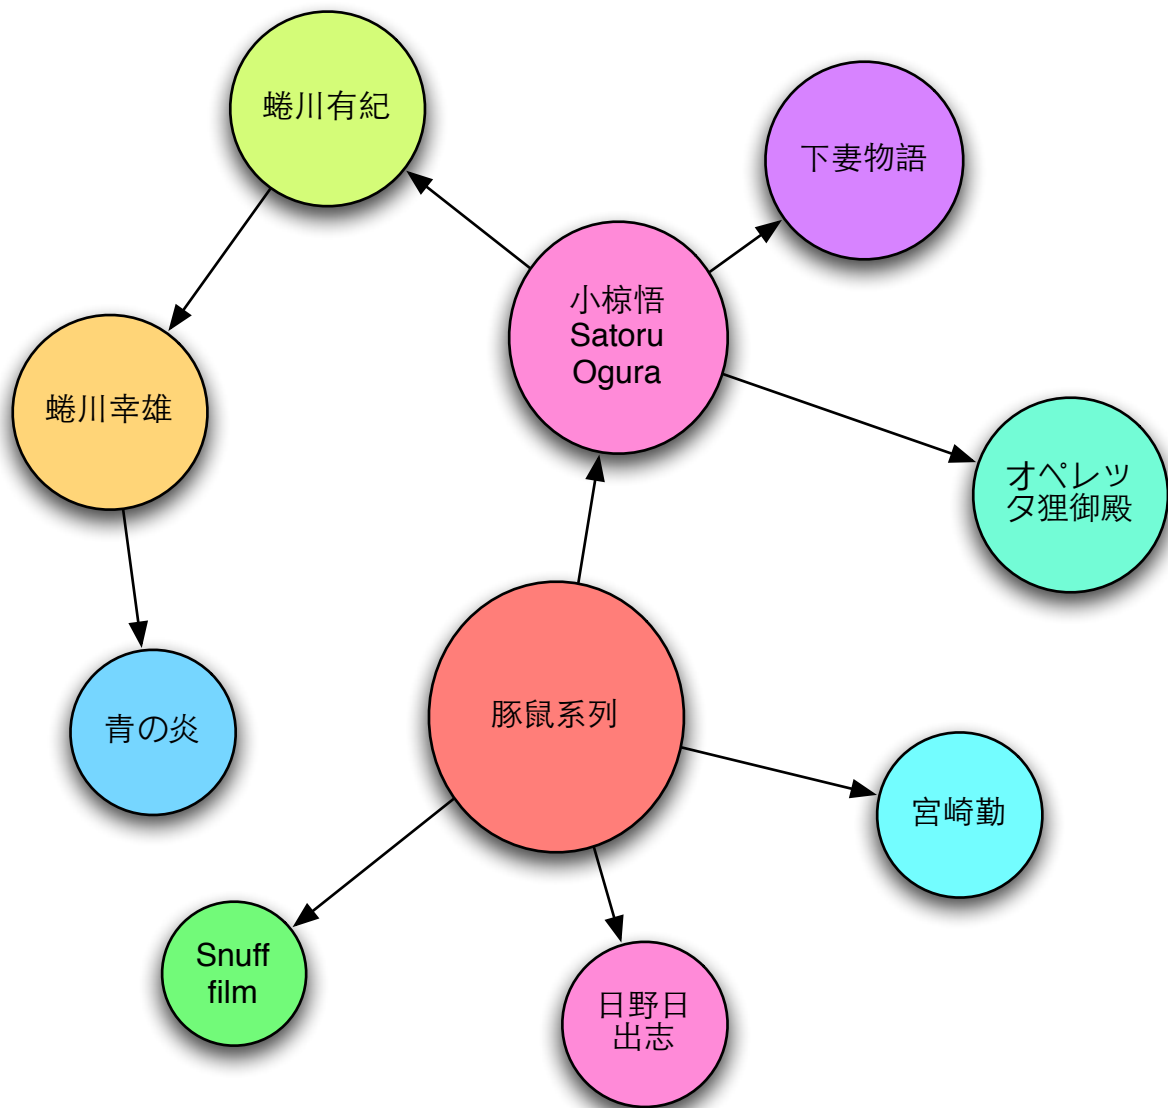 蜷川有紀
下妻物語
小椋悟
Satoru
Ogura
蜷川幸雄
オペレッ
タ狸御殿
豚鼠系列
青の炎
宮崎勤
Snuff
film
日野日
出志